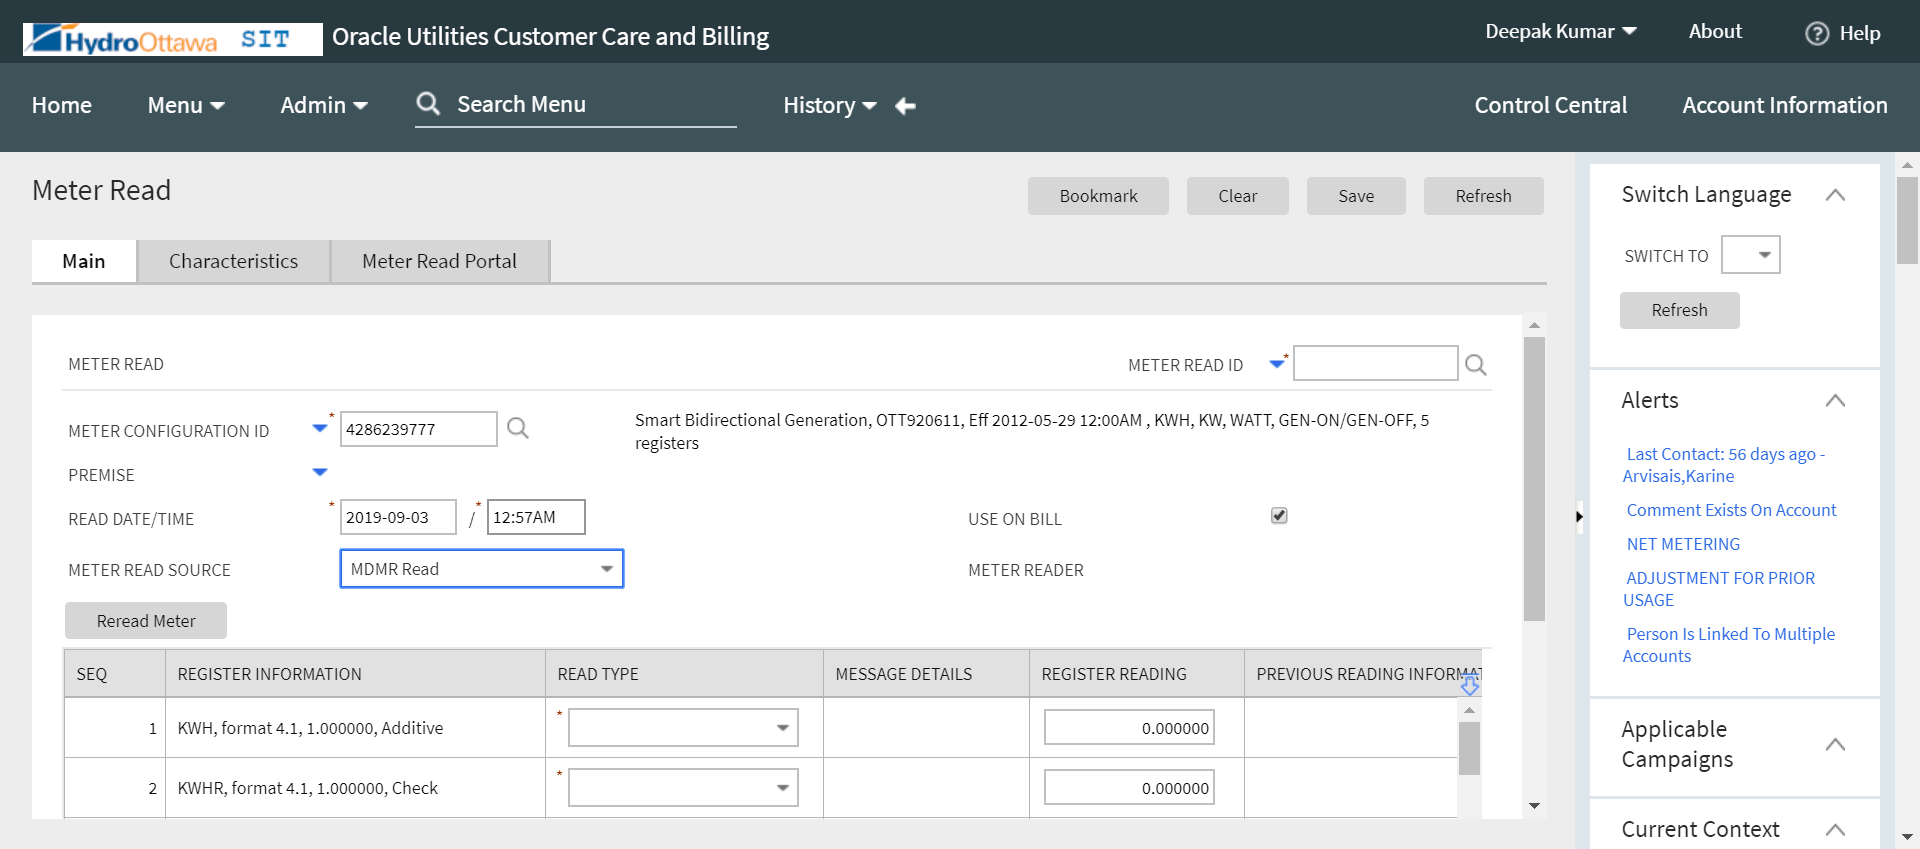 HydroOttawa SIT Oracle Utilities Customer Care and Billing Deepak Kumar About ? Help
Home Menu Admin Search Menu History Control Central Account Information
Meter Read
Bookmark Clear Save Refresh
Main Characteristics Meter Read Portal
METER READ METER READ ID *
METER CONFIGURATION ID * 4286239777 Smart Bidirectional Generation, OTT920611, Eff 2012-05-29 12:00AM , KWH, KW, WATT, GEN-ON/GEN-OFF, 5
registers
PREMISE
READ DATE/TIME * 2019-09-03 / * 12:57AM USE ON BILL
METER READ SOURCE MDMR Read METER READER
Reread Meter
SEQ REGISTER INFORMATION READ TYPE MESSAGE DETAILS REGISTER READING PREVIOUS READING INFORMAT
1 KWH, format 4.1, 1.000000, Additive * 0.000000
2 KWHR, format 4.1, 1.000000, Check * 0.000000
Switch Language
SWITCH TO
Refresh
Alerts
Last Contact: 56 days ago -
Arvisais,Karine
Comment Exists On Account
NET METERING
ADJUSTMENT FOR PRIOR
USAGE
Person Is Linked To Multiple
Accounts
Applicable
Campaigns
Current Context